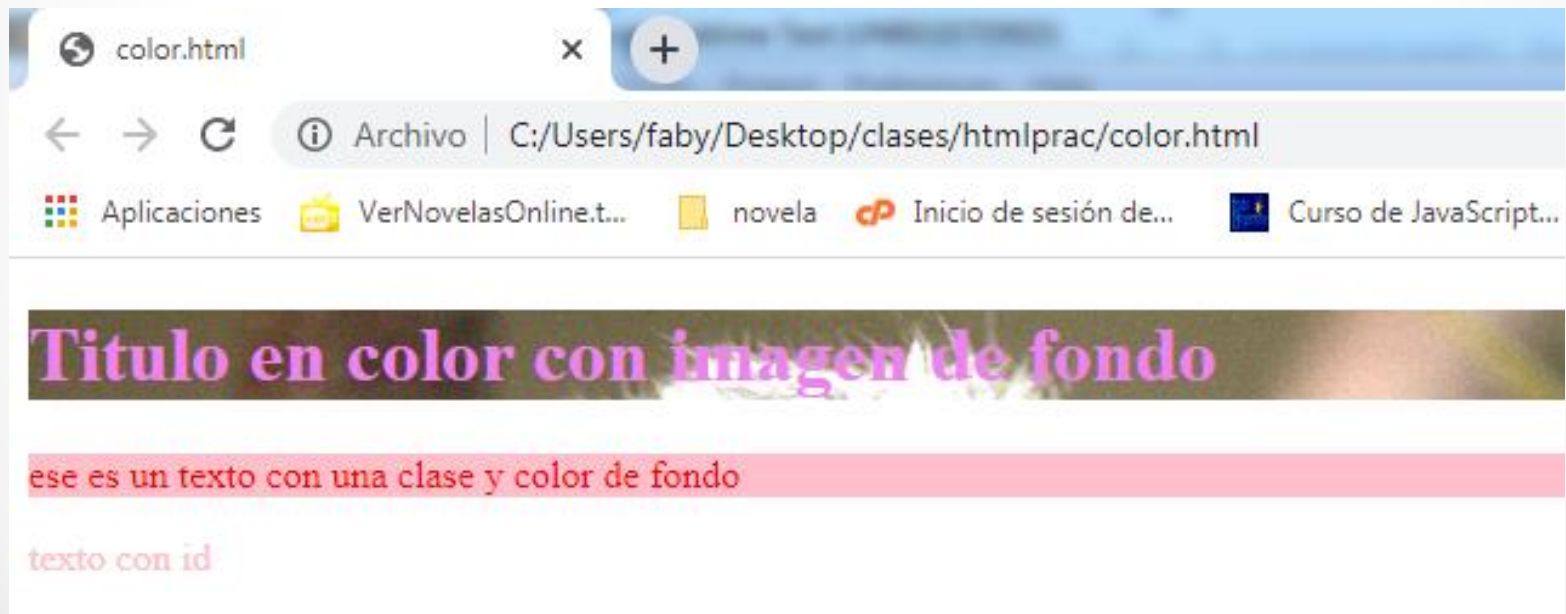 color.html
Archivo | C:/Users/faby/Desktop/clases/htmlprac/color.html
Aplicaciones VerNovelasOnline.t... novela cP Inicio de sesión de... Curso de JavaScript...
Titulo en color con imagen de fondo
ese es un texto con una clase y color de fondo
texto con id